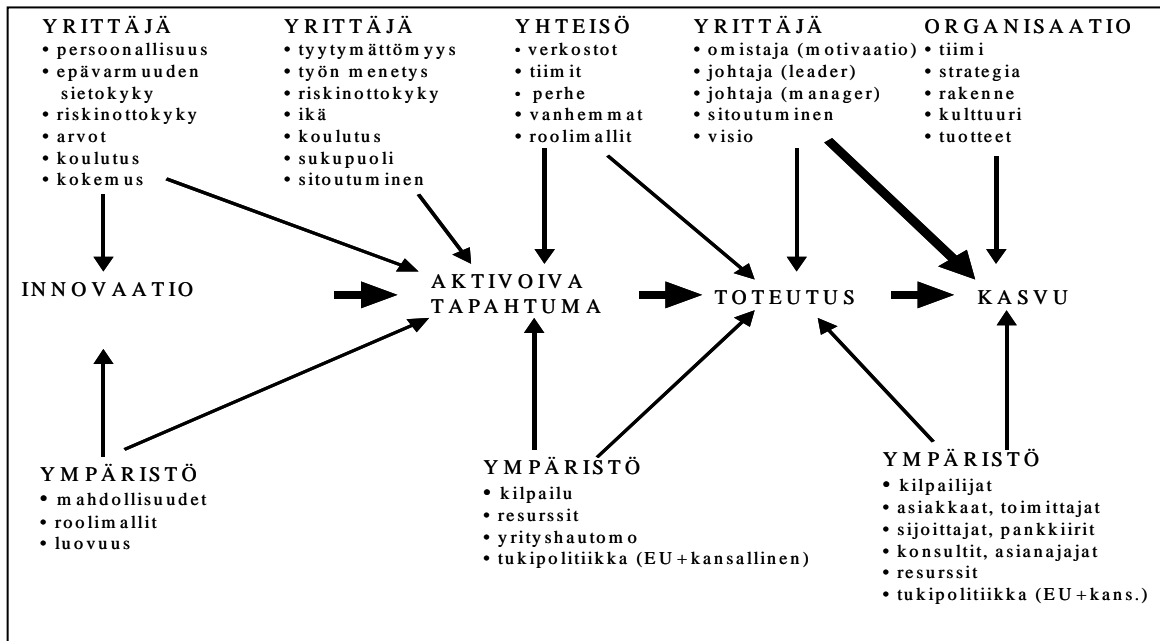 YRITTÄJÄ
• persoonallisuus
• epävarmuuden
sietokyky
• riskinottokyky
• arvot
• koulutus
• kokemus
YRITTÄJÄ
• tyytymättömyys
• työn menetys
• riskinottokyky
• ikä
• koulutus
• sukupuoli
• sitoutuminen
YHTEISÖ
• verkostot
• tiimit
• perhe
• vanhemmat
• roolimallit
YRITTÄJÄ
• omistaja (motivaatio)
• johtaja (leader)
• johtaja (manager)
• sitoutuminen
• visio
ORGANISAATIO
• tiimi
• strategia
• rakenne
• kulttuuri
• tuotteet
INNOVAATIO
AKTIVOIVA
TAPAHTUMA
TOTEUTUS
KASVU
YMPÄRISTÖ
• mahdollisuudet
• roolimallit
• luovuus
YMPÄRISTÖ
• kilpailu
• resurssit
• yrityshautomo
• tukipolitiikka (EU+kansallinen)
YMPÄRISTÖ
• kilpailijat
• asiakkaat, toimittajat
• sijoittajat, pankkiirit
• konsultit, asianajajat
• resurssit
• tukipolitiikka (EU+kans.)